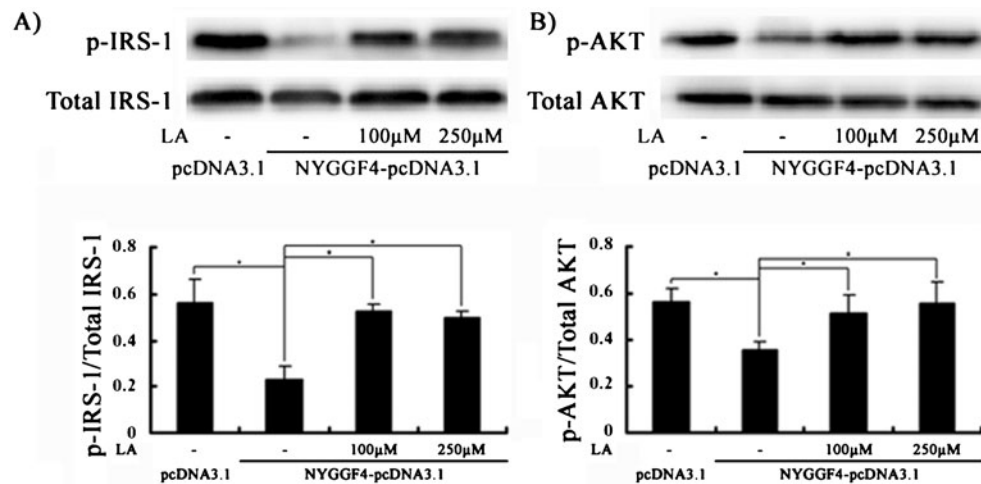 A)
p-IRS-1
Total IRS-1
LA - - 100μM 250μM
pcDNA3.1 NYGGF4-pcDNA3.1
p-IRS-1/Total IRS-1
0.8
0.6
0.4
0.2
0
* * *
LA - - 100μM 250μM
pcDNA3.1 NYGGF4-pcDNA3.1
B)
p-AKT
Total AKT
LA - - 100μM 250μM
pcDNA3.1 NYGGF4-pcDNA3.1
p-AKT/Total AKT
0.8
0.6
0.4
0.2
0
* * *
LA - - 100μM 250μM
pcDNA3.1 NYGGF4-pcDNA3.1